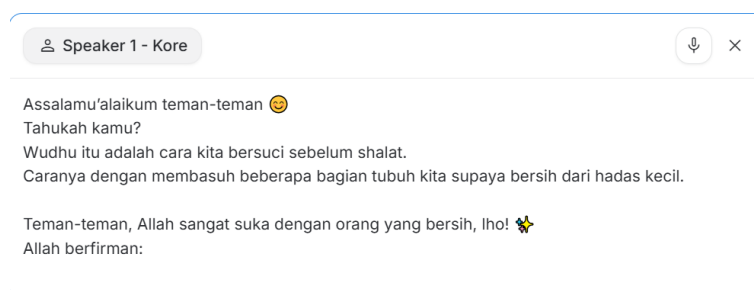 Speaker 1 - Kore
Assalamu'alaikum teman-teman 😊
Tahukah kamu?
Wudhu itu adalah cara kita bersuci sebelum shalat.
Caranya dengan membasuh beberapa bagian tubuh kita supaya bersih dari hadas kecil.
Teman-teman, Allah sangat suka dengan orang yang bersih, lho! ✨
Allah berfirman: